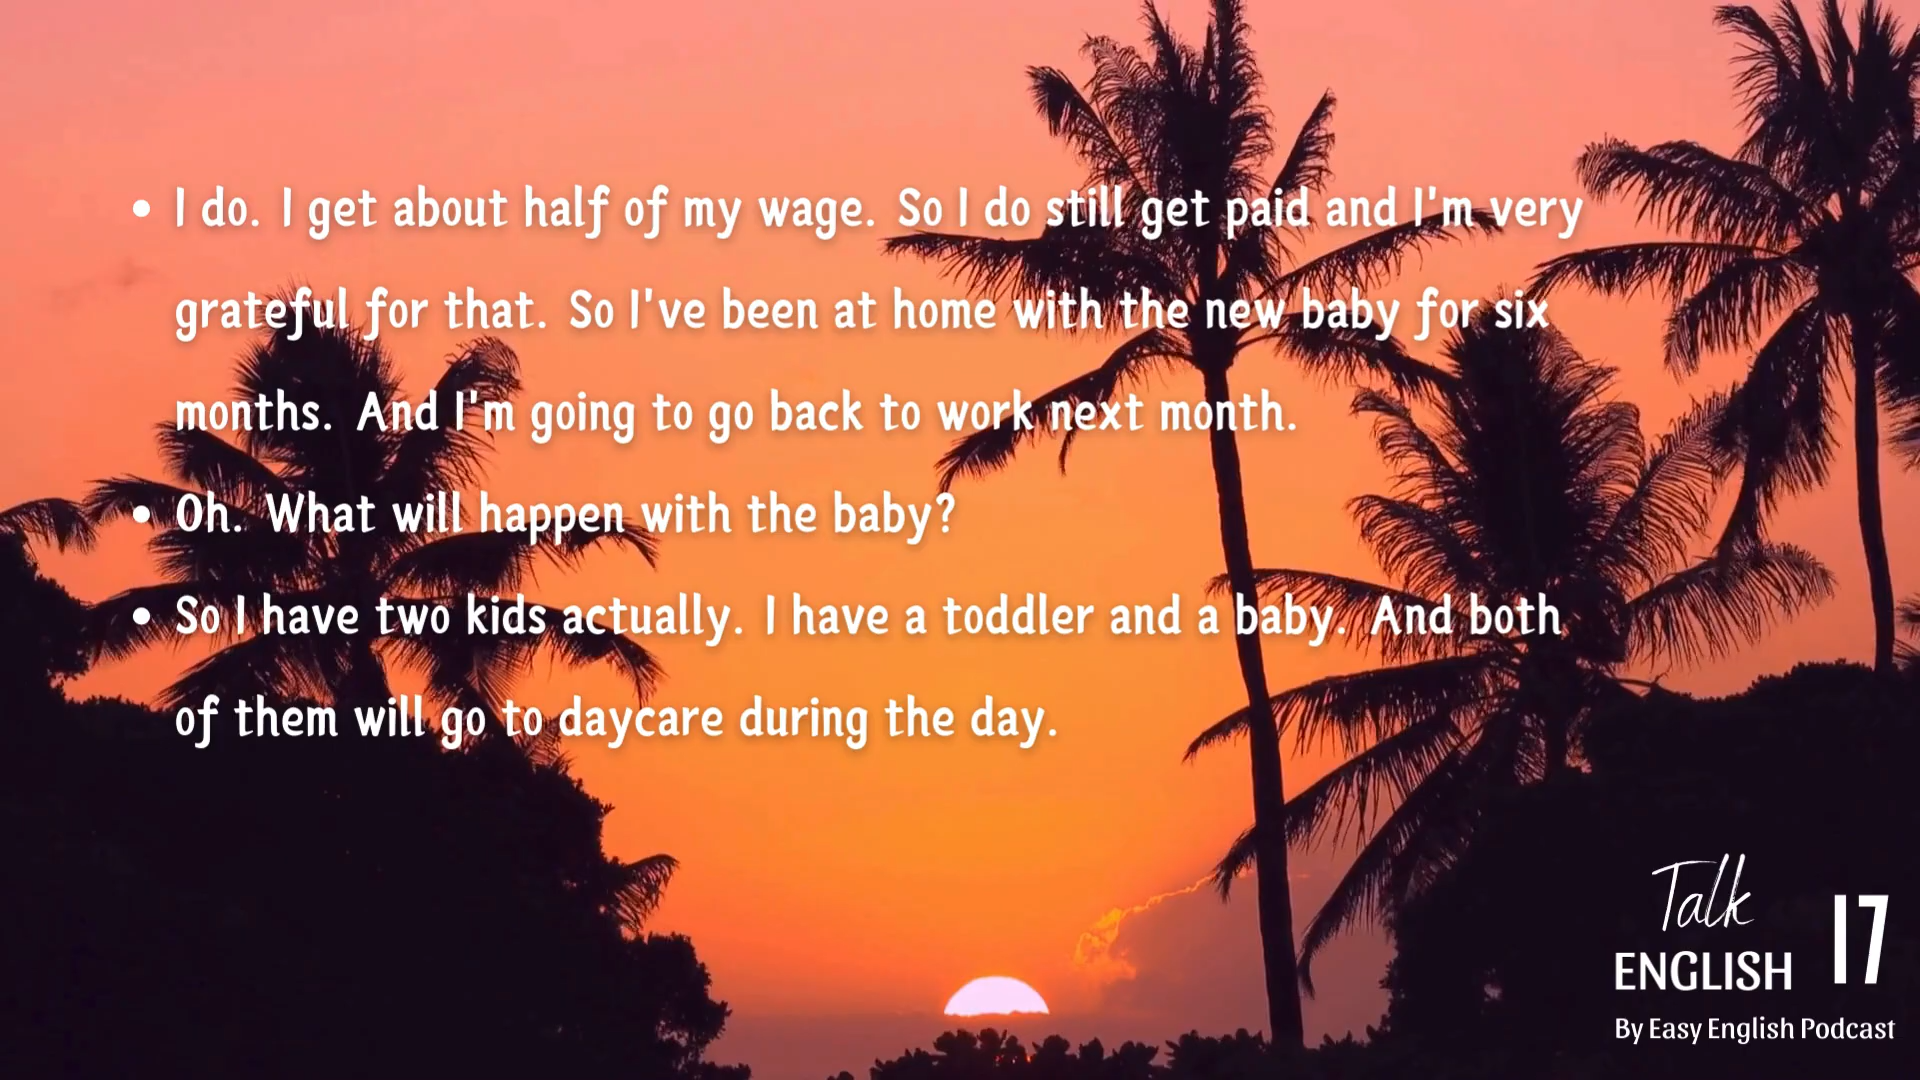 • I do. I get about half of my wage. So I do still get paid and I'm very
grateful for that. So I've been at home with the new baby for six
months. And I'm going to go back to work next month.
• Oh. What will happen with the baby?
• So I have two kids actually. I have a toddler and a baby. And both
of them will go to daycare during the day.
Talk
ENGLISH
17
By Easy English Podcast